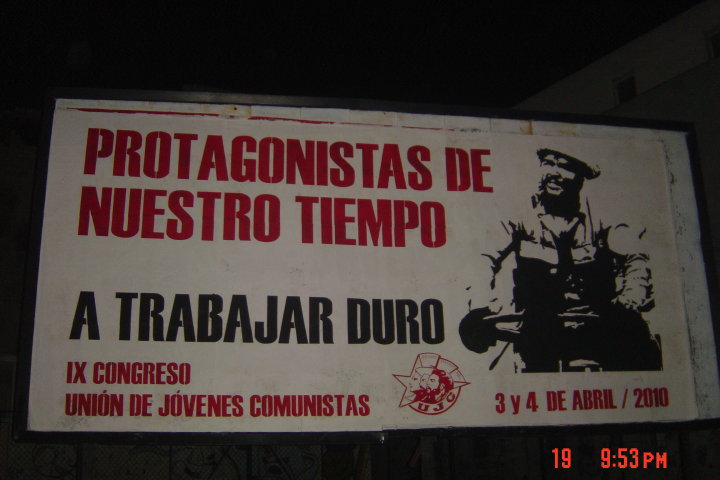 PROTAGONISTAS DE
NUESTRO TIEMPO
A TRABAJAR DURO
IX CONGRESO
UNIÓN DE JÓVENES COMUNISTAS
UJC
3 y 4 DE ABRIL / 2010
19 9:53PM